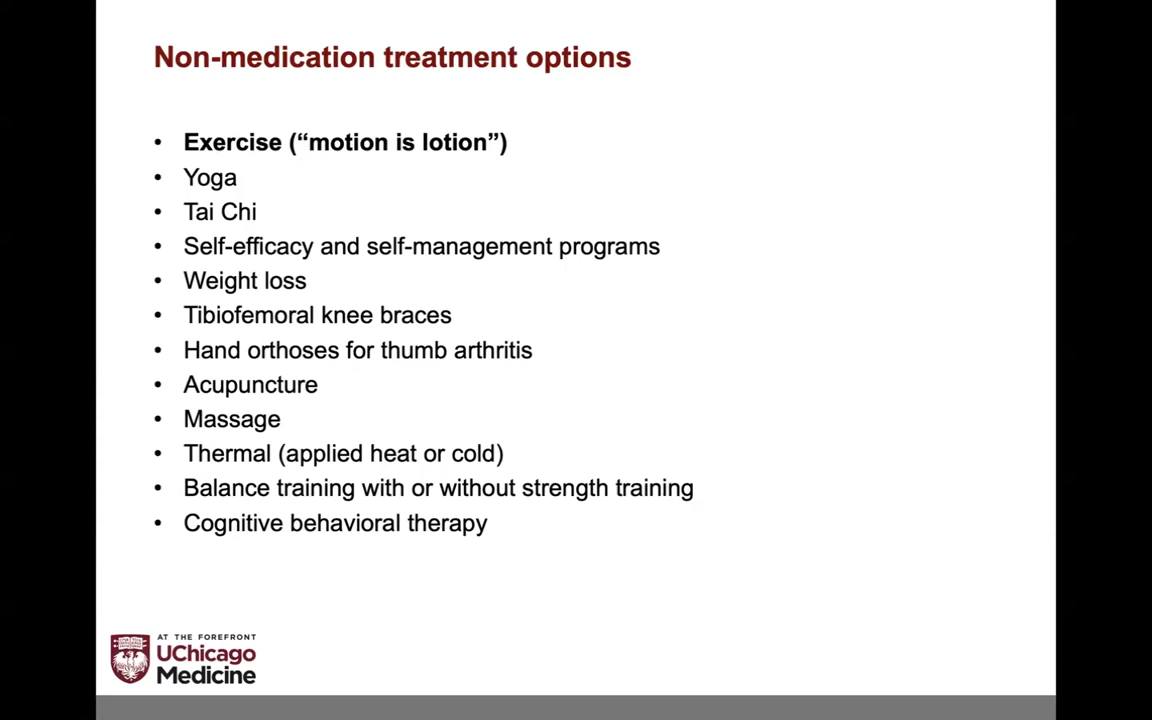 Non-medication treatment options
• Exercise (“motion is lotion”)
• Yoga
• Tai Chi
• Self-efficacy and self-management programs
• Weight loss
• Tibiofemoral knee braces
• Hand orthoses for thumb arthritis
• Acupuncture
• Massage
• Thermal (applied heat or cold)
• Balance training with or without strength training
• Cognitive behavioral therapy
AT THE FOREFRONT
UChicago
Medicine